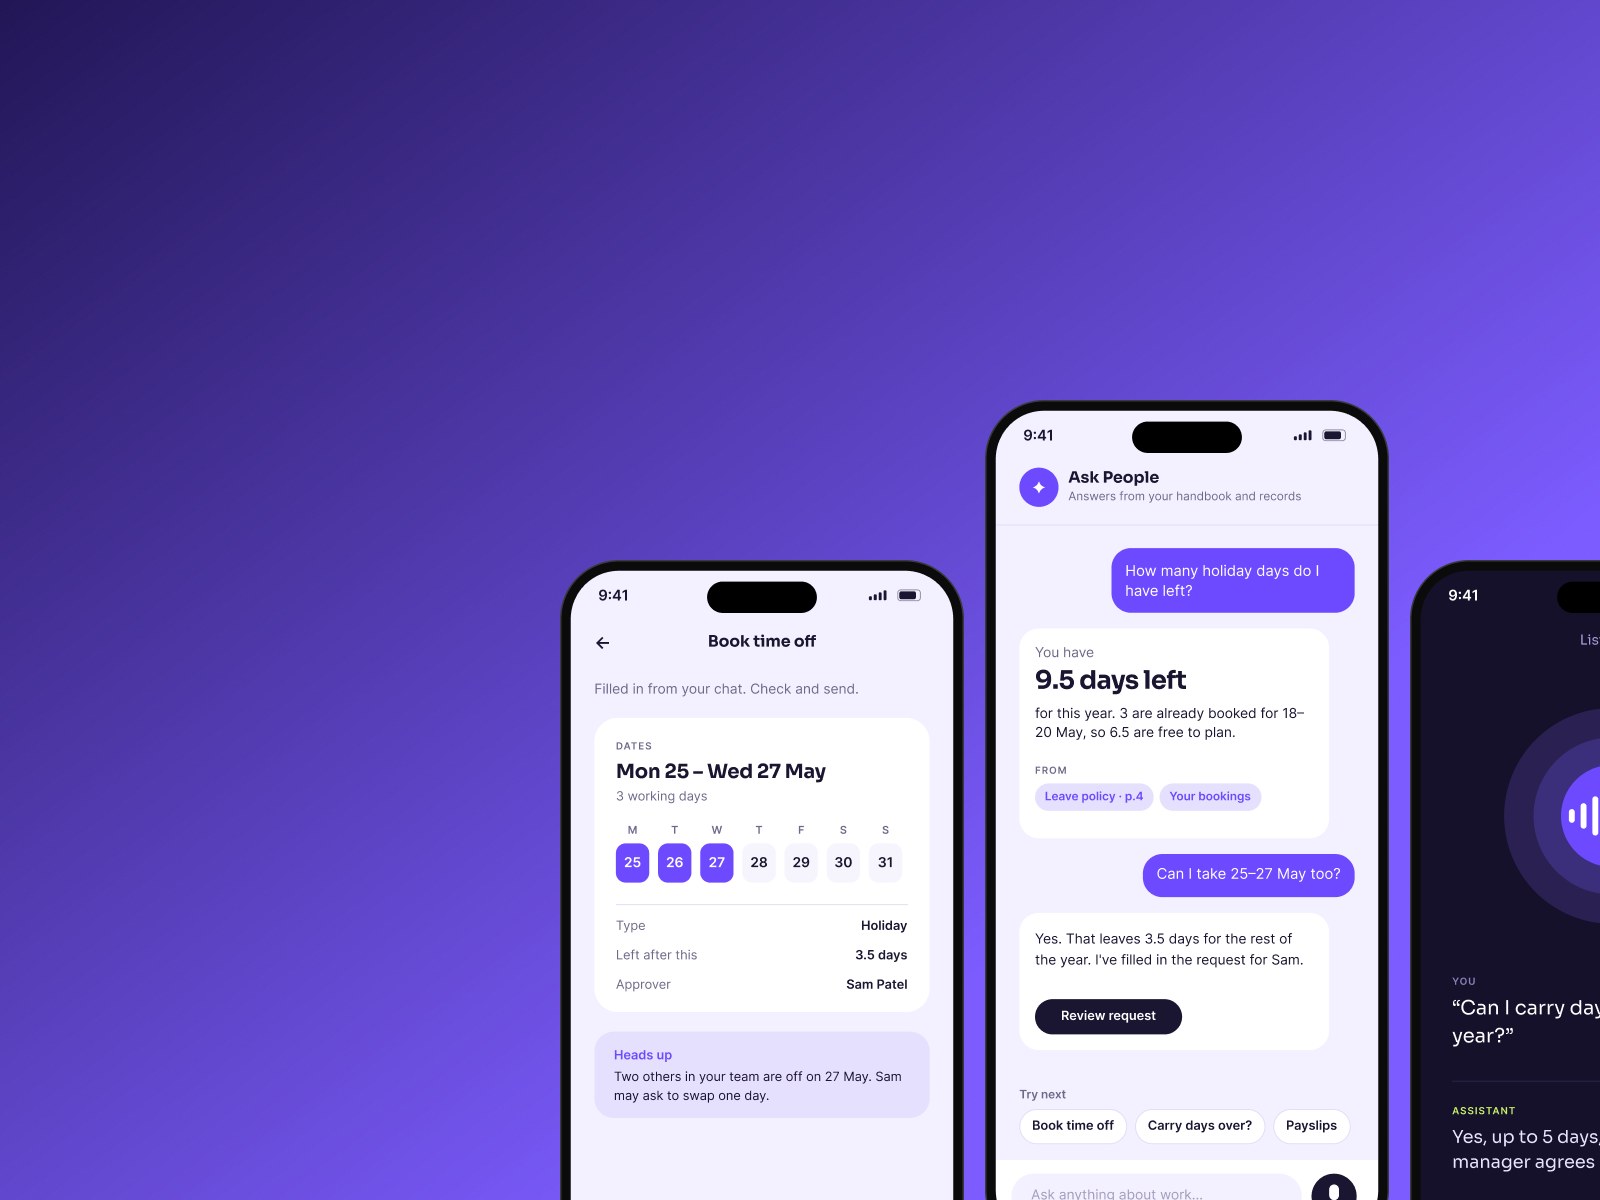 9:41
Book time off
Filled in from your chat. Check and send.
DATES
Mon 25 – Wed 27 May
3 working days
M T W T F S S
25 26 27 28 29 30 31
Type Holiday
Left after this 3.5 days
Approver Sam Patel
Heads up
Two others in your team are off on 27 May. Sam
may ask to swap one day.
9:41
Ask People
Answers from your handbook and records
How many holiday days do I
have left?
You have
9.5 days left
for this year. 3 are already booked for 18–
20 May, so 6.5 are free to plan.
FROM
Leave policy · p.4 Your bookings
Can I take 25–27 May too?
Yes. That leaves 3.5 days for the rest of
the year. I've filled in the request for Sam.
Review request
Try next
Book time off Carry days over? Payslips
Ask anything about work...
9:41
YOU
“Can I carry
year?”
ASSISTANT
Yes, up to 5 days,
manager agrees